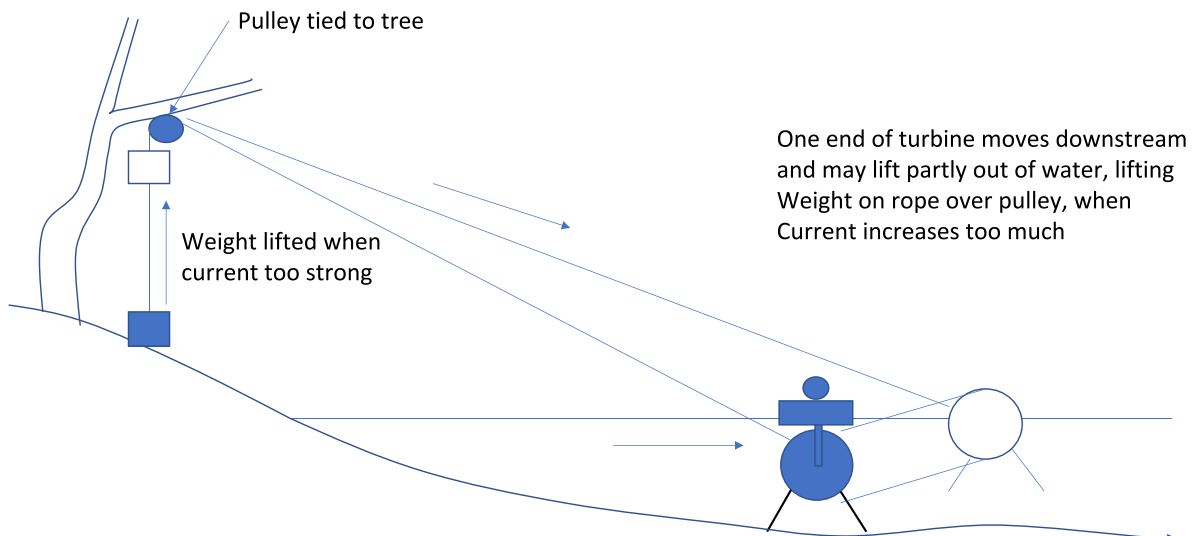 Pulley tied to tree
One end of turbine moves downstream
and may lift partly out of water, lifting
Weight on rope over pulley, when
Current increases too much
Weight lifted when
current too strong